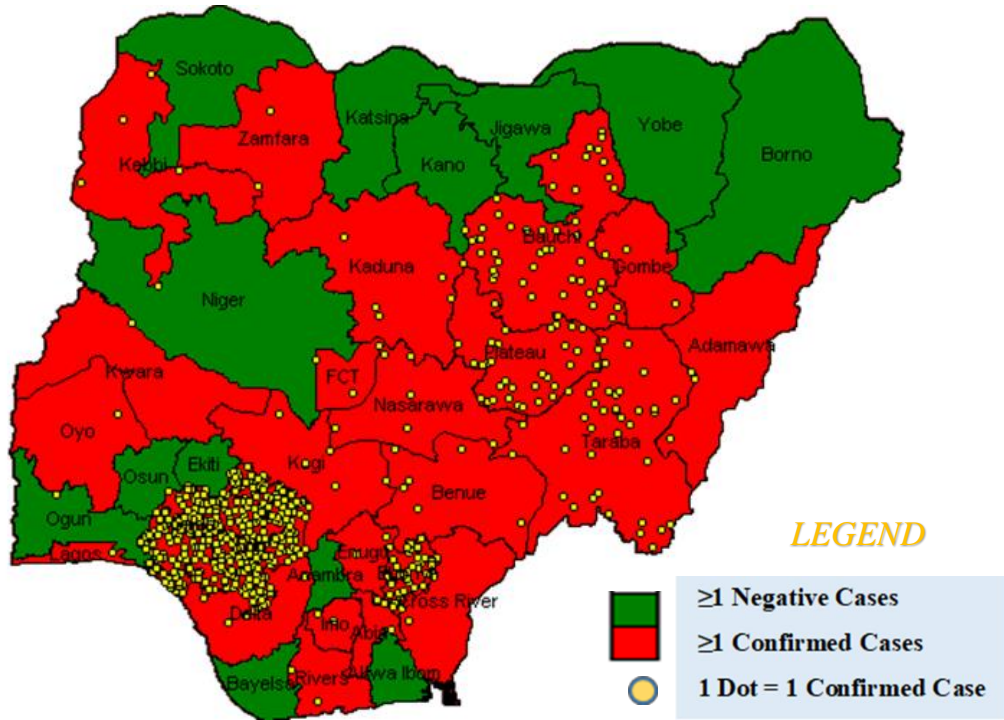 Sokoto
Katsina
Zamfara
Jigawa
Yobe
Kano
Borno
Kebbi
Bauchi
Kaduna
Gombe
Niger
Adamawa
Plateau
Kwara
FCT
Nasarawa
Oyo
Taraba
Kogi
Ekiti
Osun
Benue
Ogun
LEGEND
Lagos
Enugu
Anambra
≥1 Negative Cases
Cross River
Delta
Imo
Abia
≥1 Confirmed Cases
Bayelsa
Rivers
Akwa Ibom
1 Dot = 1 Confirmed Case